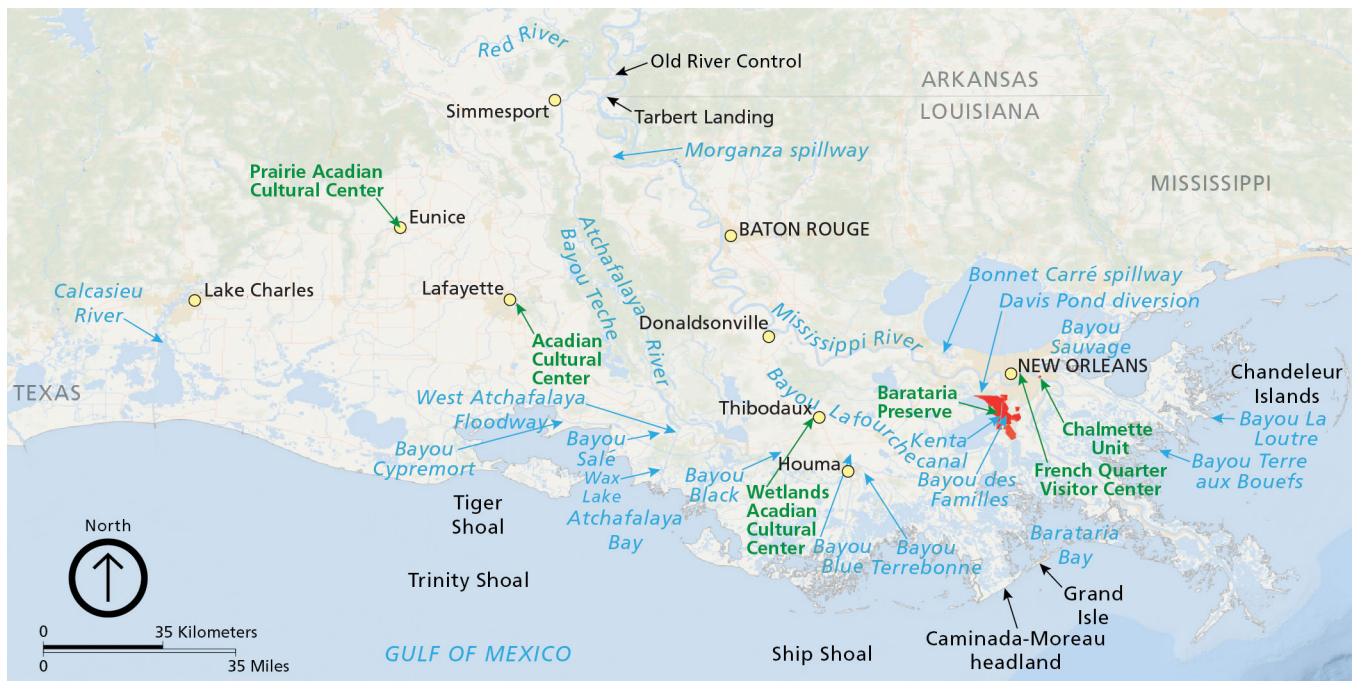 Red River
Old River Control
ARKANSAS
Simmesport
Tarbert Landing
LOUISIANA
Morganza spillway
Prairie Acadian
Cultural Center
MISSISSIPPI
Eunice
Atchafalaya
River
Bayou Teche
BATON ROUGE
Calcasieu
River
Lake Charles
Lafayette
Bonnet Carré spillway
Davis Pond diversion
Donaldsonville
Mississippi River
Bayou
Sauvage
Acadian
Cultural
Center
NEW ORLEANS
TEXAS
Chandeleur
Islands
West Atchafalaya
Floodway
Bayou Lafourche
Thibodaux
Barataria
Preserve
Bayou
Cypremort
Bayou
Salé
Wax
Lake
Kenta
canal
Chalmette
Unit
Bayou La
Loutre
Bayou
Black
Houma
Bayou des
Familles
French Quarter
Visitor Center
Bayou Terre
aux Bouefs
Tiger
Shoal
Atchafalaya
Bay
Wetlands
Acadian
Cultural
Center
Bayou
Blue
Bayou
Terrebonne
Barataria
Bay
North
Trinity Shoal
Grand
Isle
0 35 Kilometers
0 35 Miles
GULF OF MEXICO
Ship Shoal
Caminada-Moreau
headland